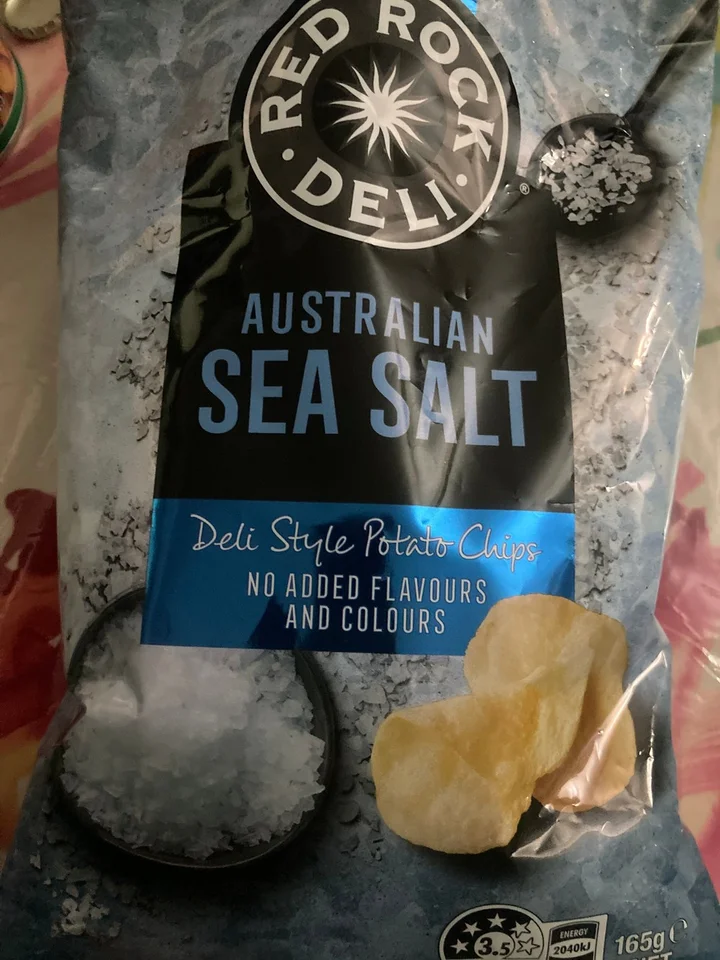 RED ROCK
DELI
®
AUSTRALIAN
SEA SALT
Deli Style Potato Chips
NO ADDED FLAVOURS
AND COLOURS
3.5
ENERGY
2040kJ
165g
NET